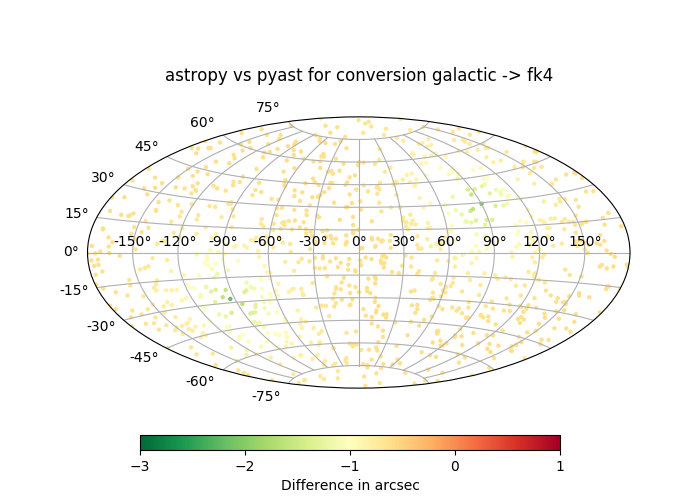 astropy vs pyast for conversion galactic -> fk4
75°
60°
45°
30°
15°
0°
-150° -120° -90° -60° -30° 0° 30° 60° 90° 120° 150°
-15°
-30°
-45°
-60°
-75°
−3 −2 −1 0 1
Difference in arcsec